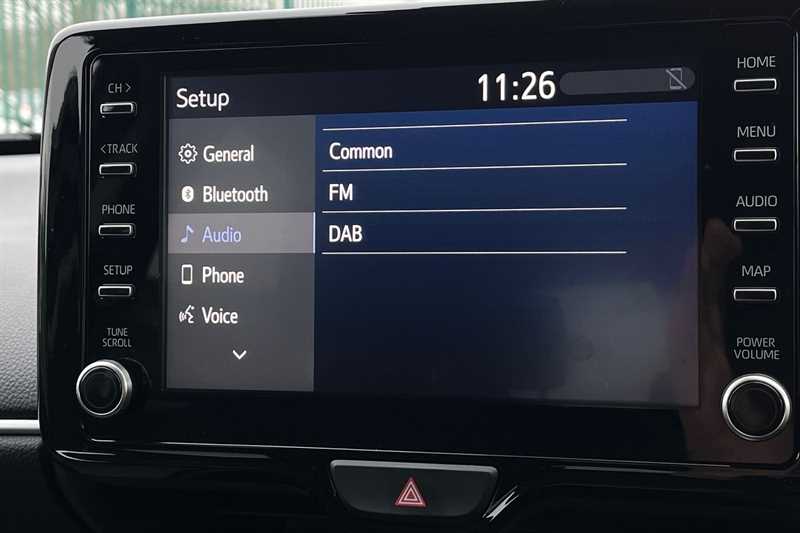 CH >
< TRACK
PHONE
SETUP
TUNE
SCROLL
Setup
11:26
General
Bluetooth
Audio
Phone
Voice
Common
FM
DAB
HOME
MENU
AUDIO
MAP
POWER
VOLUME